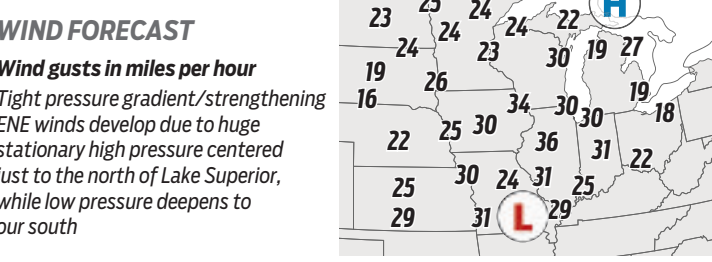 WIND FORECAST
Wind gusts in miles per hour
Tight pressure gradient/strengthening
ENE winds develop due to huge
stationary high pressure centered
just to the north of Lake Superior,
while low pressure deepens to
our south
H
23 25 24 24 22
24 24 23 30 19 27
19 26 19
16 34 30 30 18
22 25 30 36 31 22
25 30 24 31 25
29 31 L 29